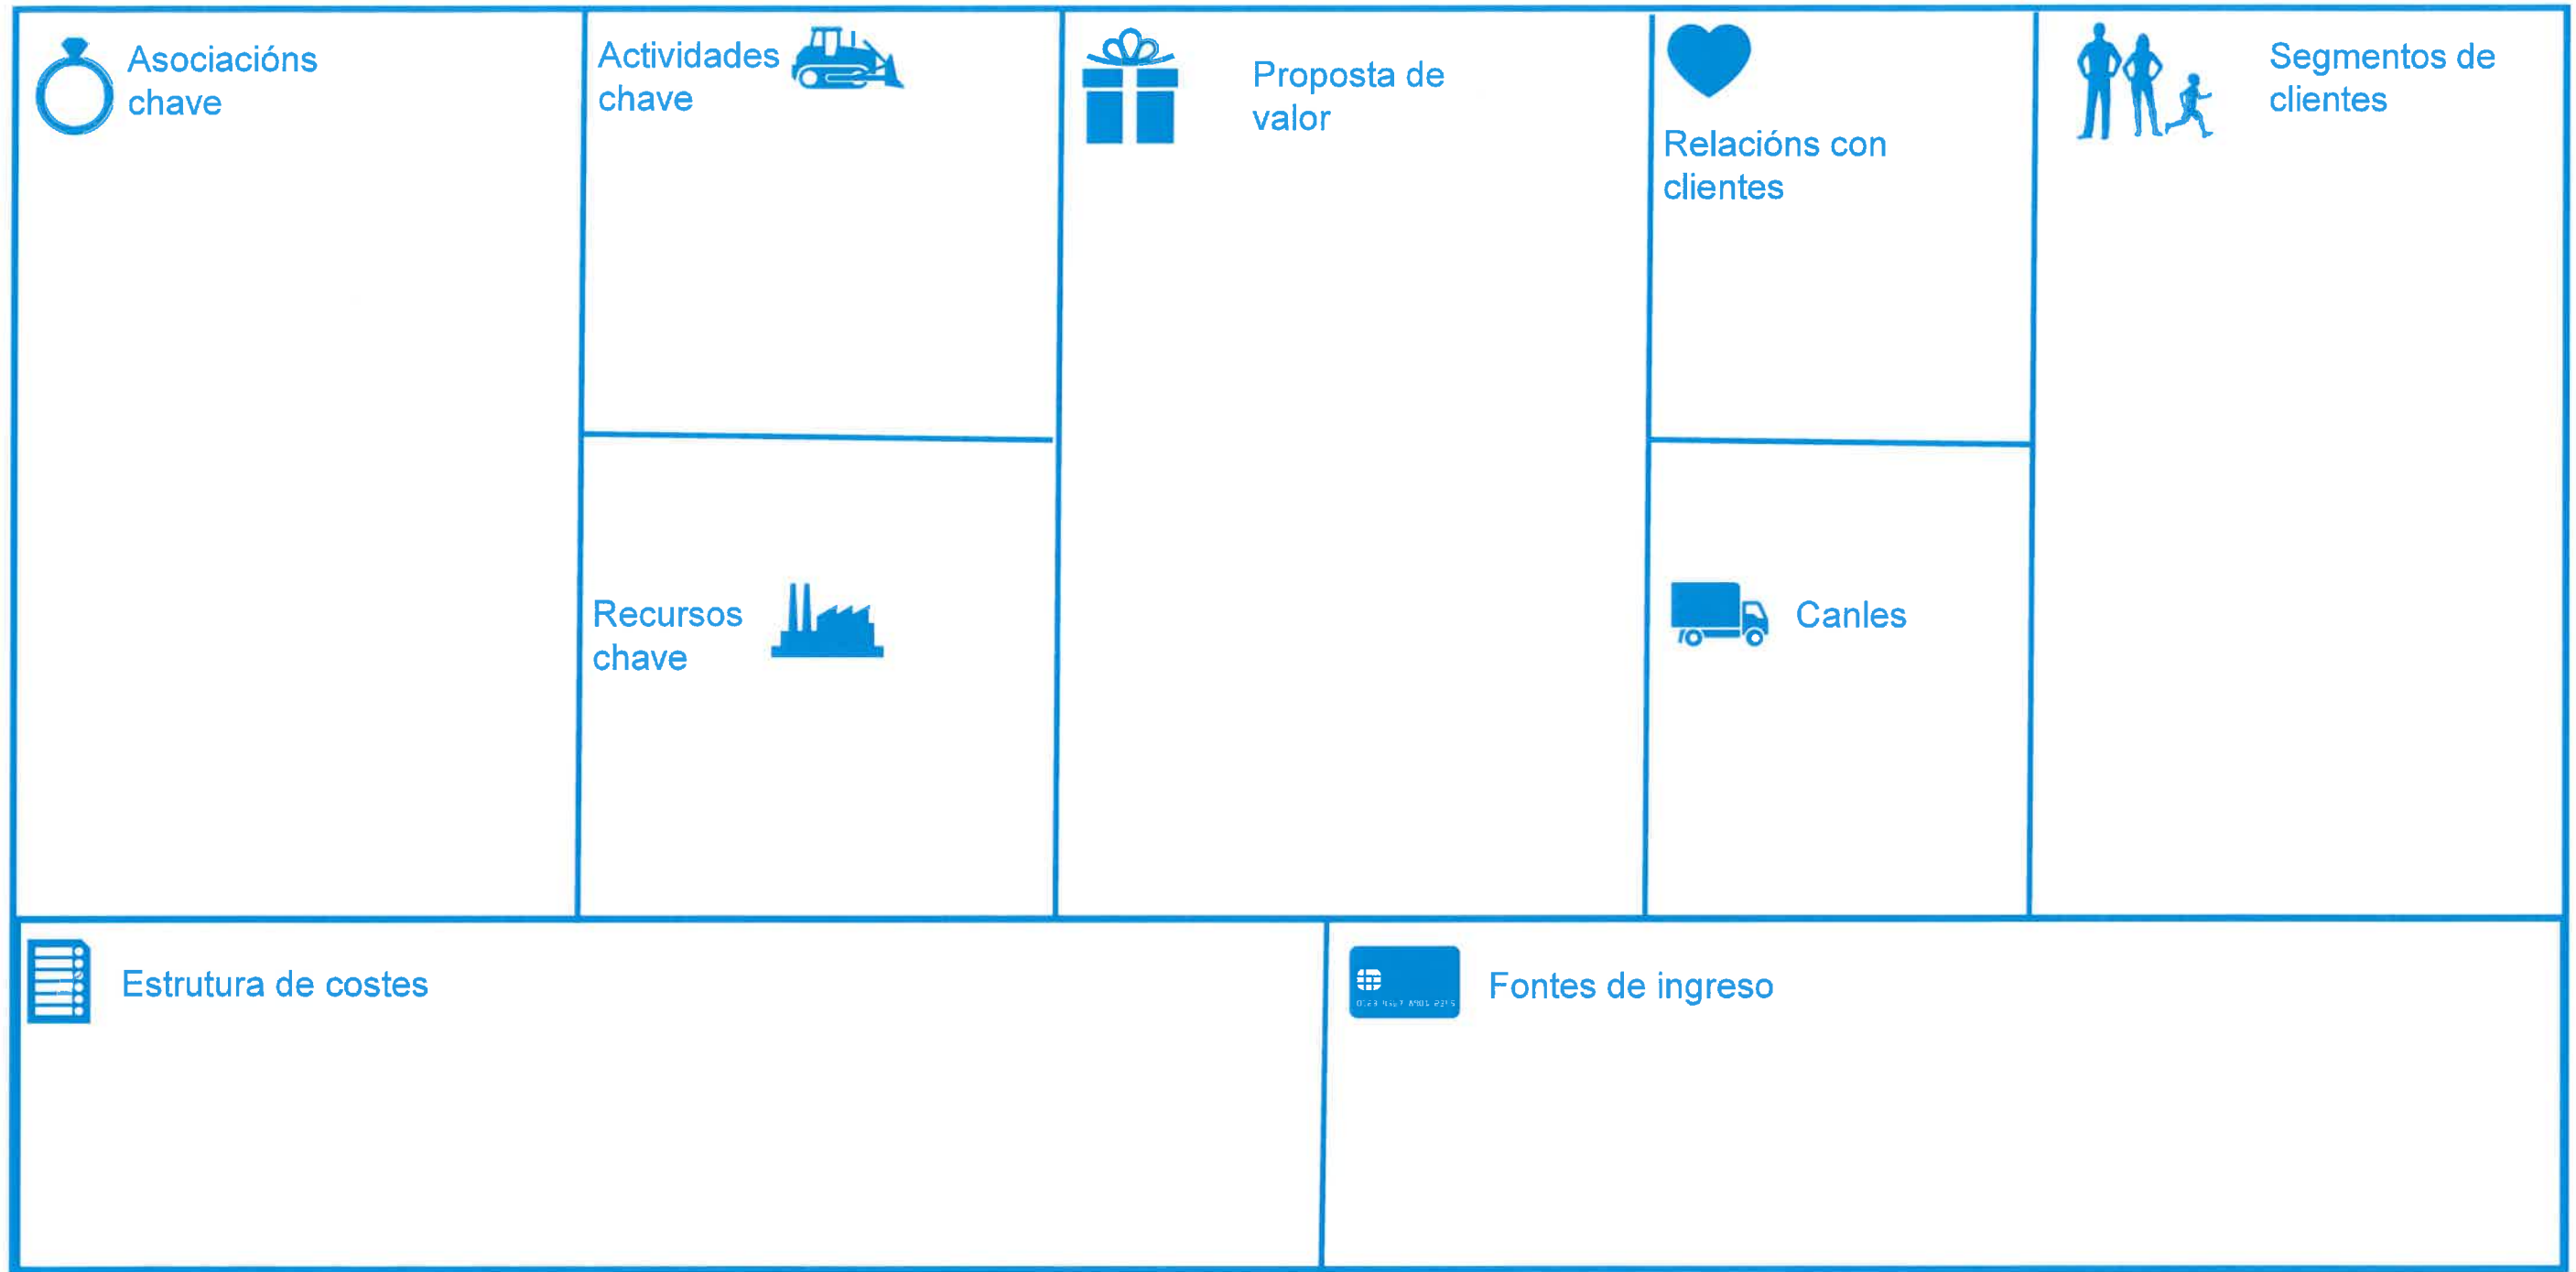 Asociacións
chave
Actividades
chave
Recursos
chave
Proposta de
valor
Relacións con
clientes
Canles
Segmentos de
clientes
Estrutura de costes
Fontes de ingreso